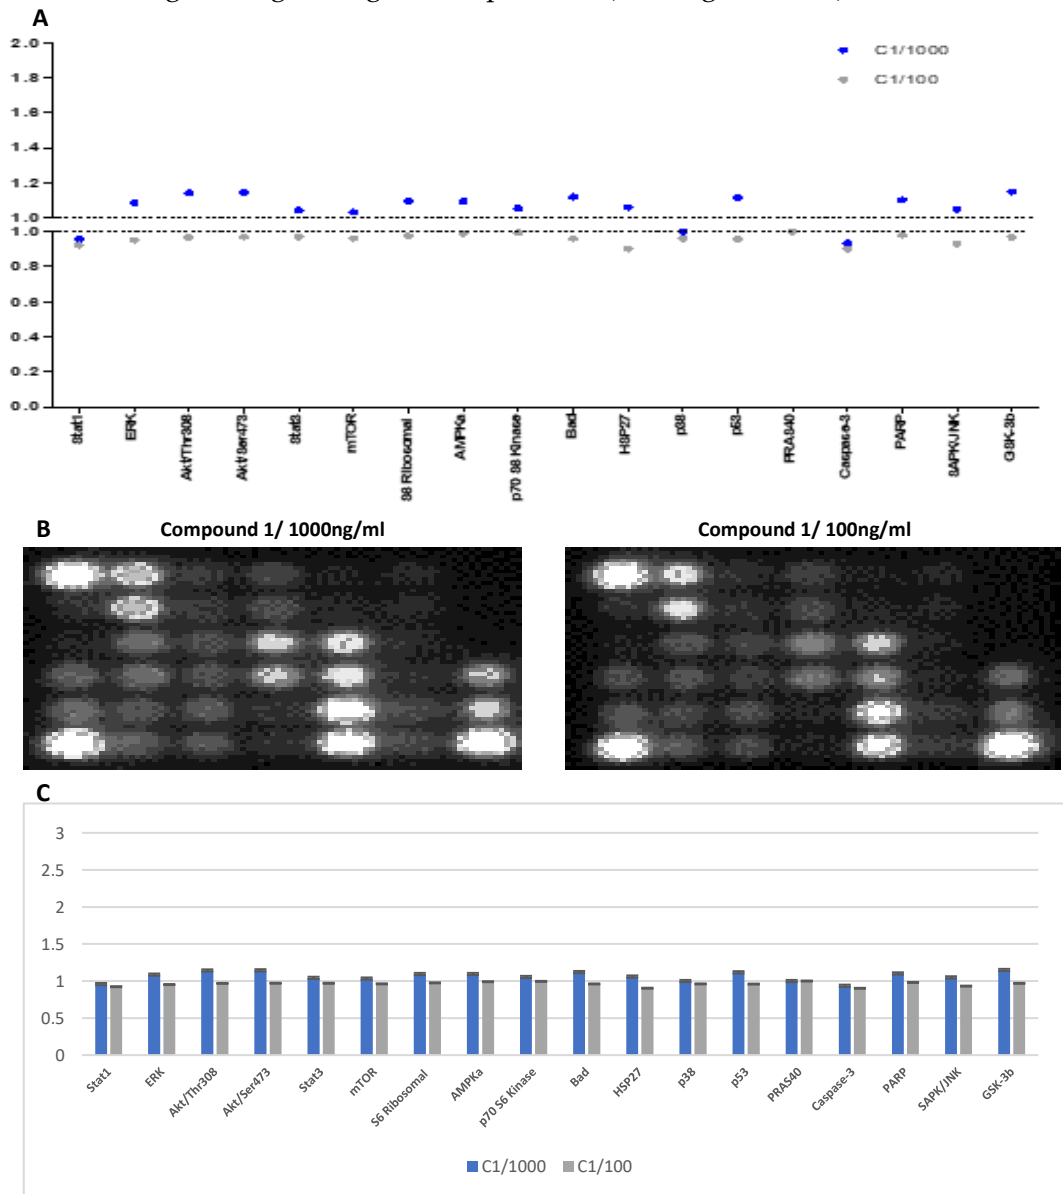 A
2.0
1.8
1.6
1.4
1.2
1.0
1.0
0.8
0.6
0.4
0.2
0.0
C1/1000
C1/100
Stat1
ERK
Akt/Thr308
Akt/Ser473
Stat3
mTOR
S6 Ribosomal
AMPKa
p70 S6 Kinase
Bad
HSP27
p38
p53
PRAS40
Caspase-3
PARP
SAPK/JNK
GSK-3b
B
Compound 1/ 1000ng/ml
Compound 1/ 100ng/ml
C
3
2.5
2
1.5
1
0.5
0
Stat1
ERK
Akt/Thr308
Akt/Ser473
Stat3
mTOR
S6 Ribosomal
AMPKa
p70 S6 Kinase
Bad
HSP27
p38
p53
PRAS40
Caspase-3
PARP
SAPK/JNK
GSK-3b
C1/1000
C1/100